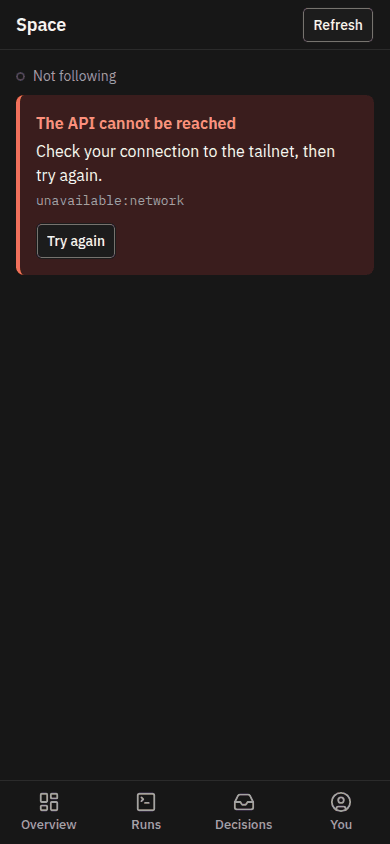 Space
Refresh
Not following
The API cannot be reached
Check your connection to the tailnet, then
try again.
unavailable:network
Try again
Overview
Runs
Decisions
You